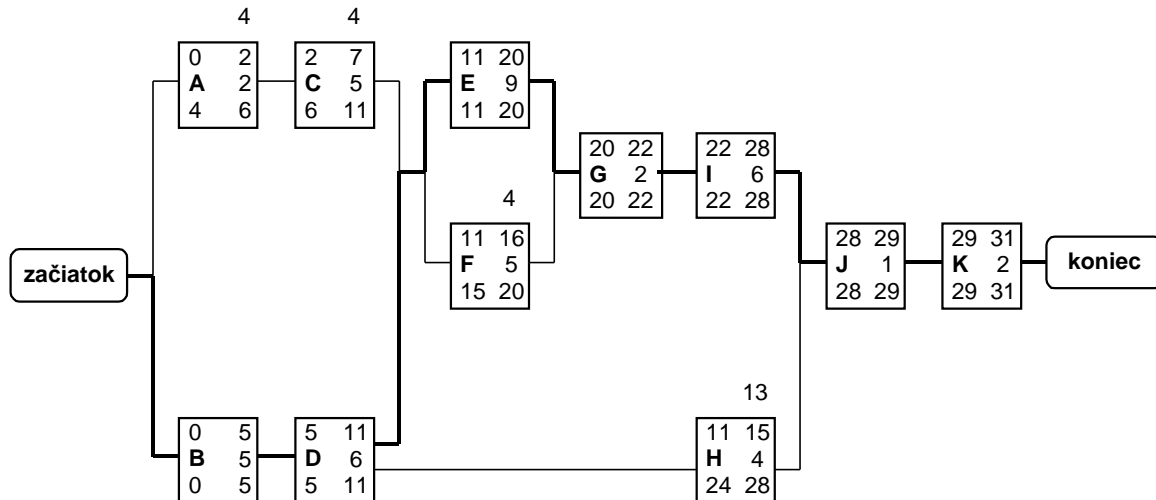 4 4
0 2 2 7 11 20
A 2 C 5 E 9
4 6 6 11 11 20
20 22 22 28
G 2 I 6
20 22 22 28
4
11 16 28 29 29 31
začiatok F 5 J 1 K 2 koniec
15 20 28 29 29 31
13
0 5 5 11 11 15
B 5 D 6 H 4
0 5 5 11 24 28